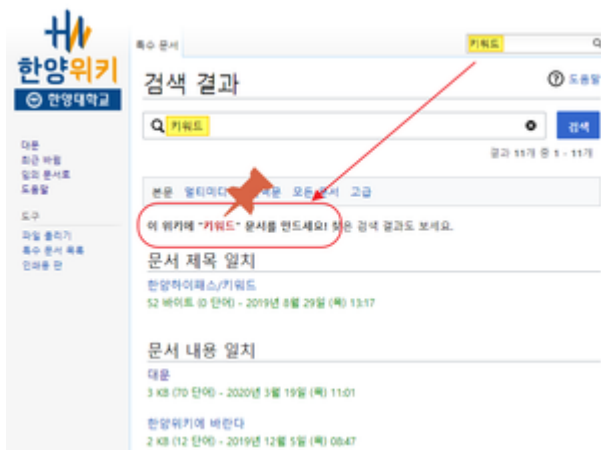 한양위키
한양대학교
대문
최근 바뀜
임의 문서로
도움말
도구
파일 올리기
특수 문서 목록
인쇄용 판
특수 문서
키워드
검색 결과
도움말
키워드
검색
결과 11개 중 1 - 11개
본문 멀티미디 모든 문서 고급
이 위키에 "키워드" 문서를 만드세요! 찾은 검색 결과도 보세요.
문서 제목 일치
한양하이패스/키워드
52 바이트 (0 단어) - 2019년 8월 29일 (목) 13:17
문서 내용 일치
대문
3 KB (70 단어) - 2020년 3월 19일 (목) 11:01
한양위키에 바란다
2 KB (12 단어) - 2019년 12월 5일 (목) 08:47